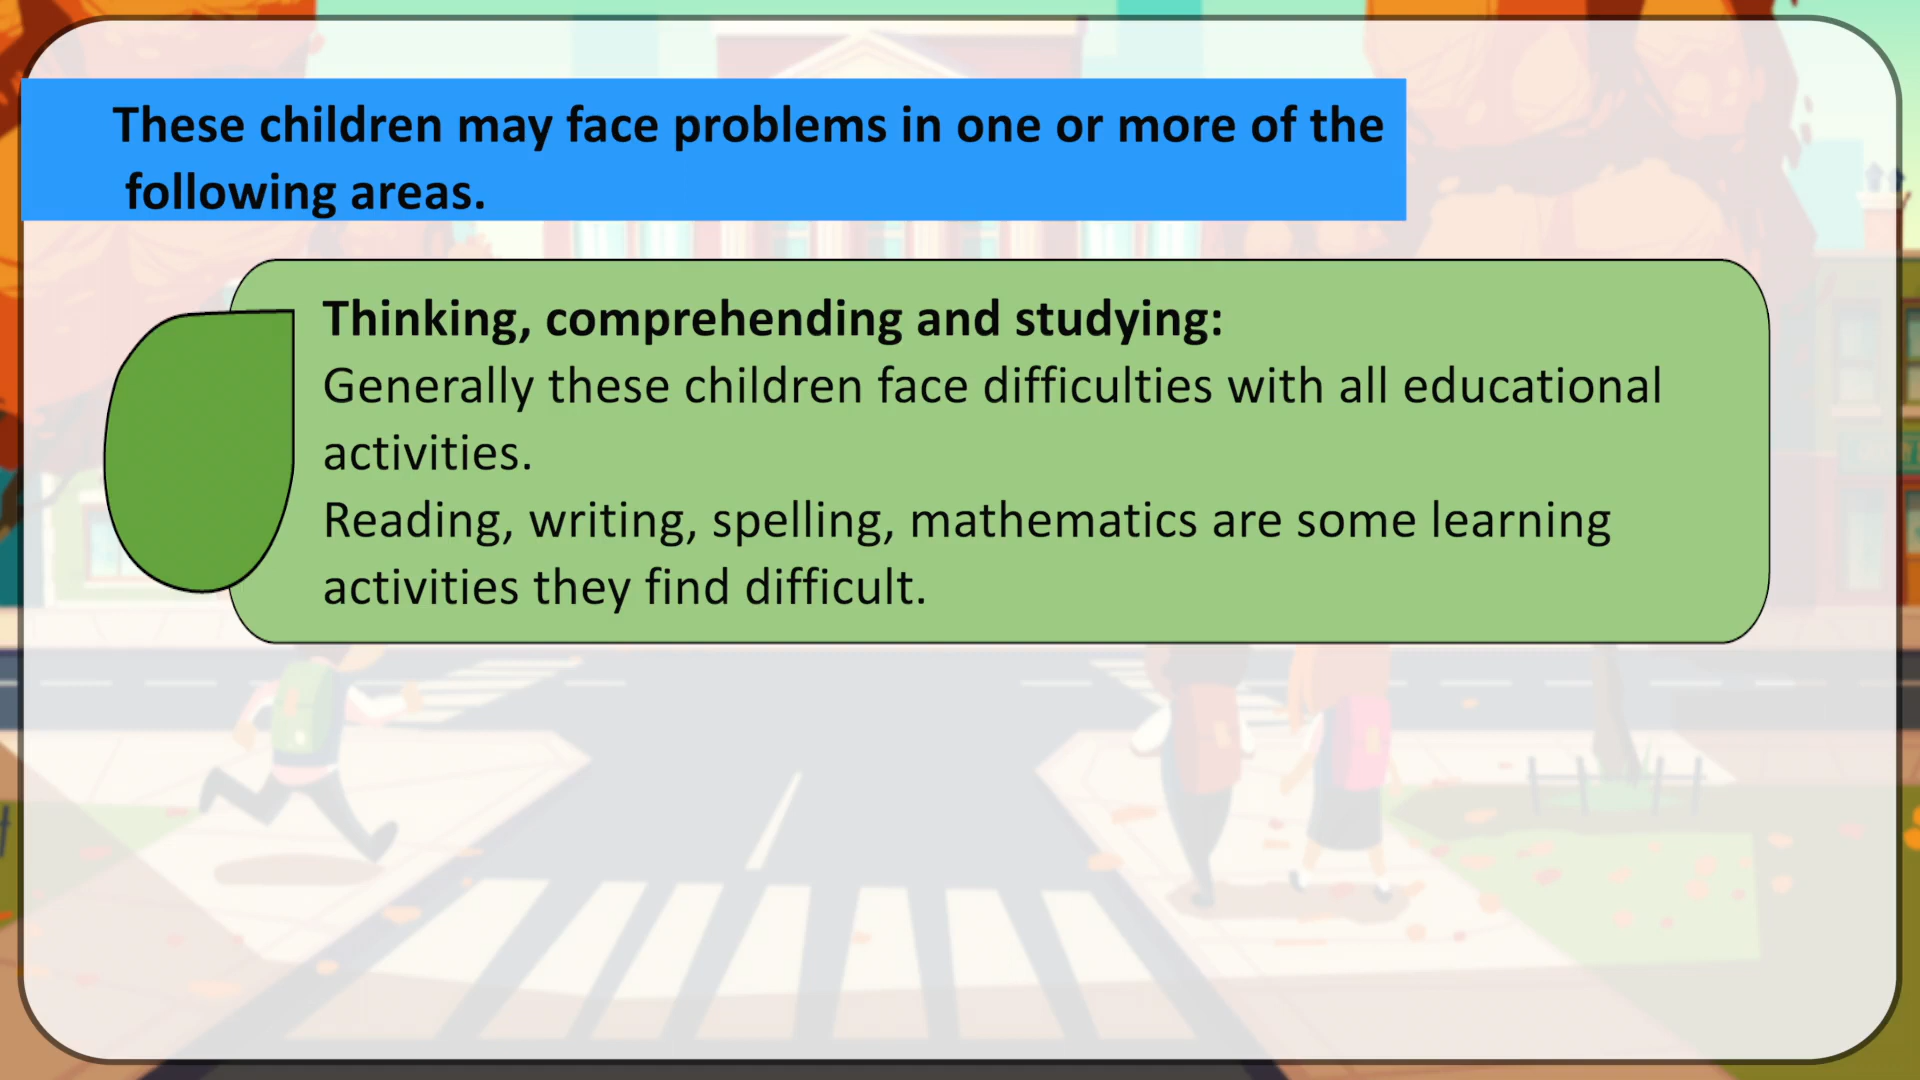 These children may face problems in one or more of the
following areas.
Thinking, comprehending and studying:
Generally these children face difficulties with all educational
activities.
Reading, writing, spelling, mathematics are some learning
activities they find difficult.